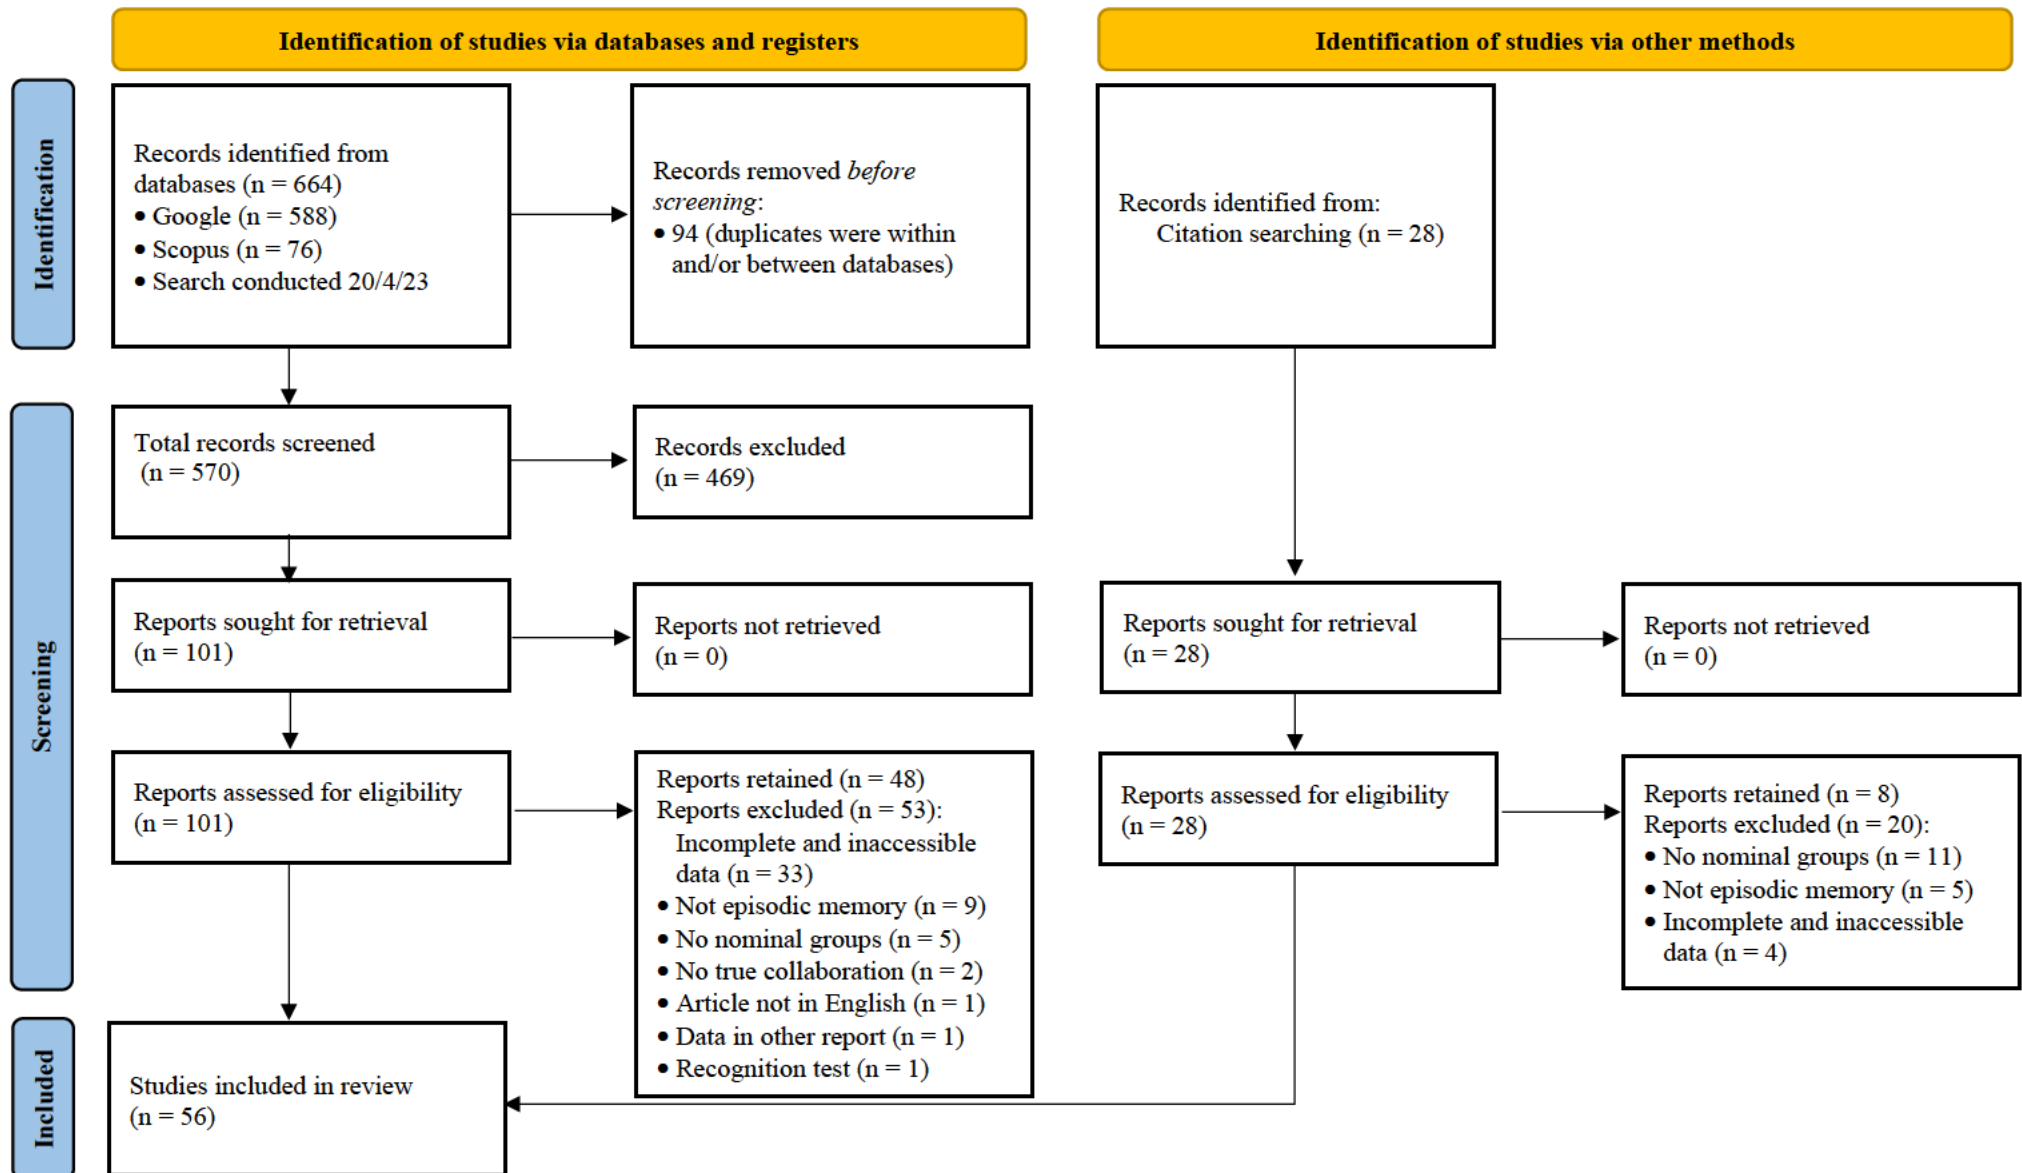 Identification of studies via databases and registers
Identification of studies via other methods
Identification
Records identified from
databases (n = 664)
• Google (n = 588)
• Scopus (n = 76)
• Search conducted 20/4/23
Records removed before
screening:
• 94 (duplicates were within
and/or between databases)
Records identified from:
Citation searching (n = 28)
Screening
Total records screened
(n = 570)
Records excluded
(n = 469)
Reports sought for retrieval
(n = 101)
Reports not retrieved
(n = 0)
Reports sought for retrieval
(n = 28)
Reports not retrieved
(n = 0)
Reports assessed for eligibility
(n = 101)
Reports retained (n = 48)
Reports excluded (n = 53):
Incomplete and inaccessible
data (n = 33)
• Not episodic memory (n = 9)
• No nominal groups (n = 5)
• No true collaboration (n = 2)
• Article not in English (n = 1)
• Data in other report (n = 1)
• Recognition test (n = 1)
Reports assessed for eligibility
(n = 28)
Reports retained (n = 8)
Reports excluded (n = 20):
• No nominal groups (n = 11)
• Not episodic memory (n = 5)
• Incomplete and inaccessible
data (n = 4)
Included
Studies included in review
(n = 56)